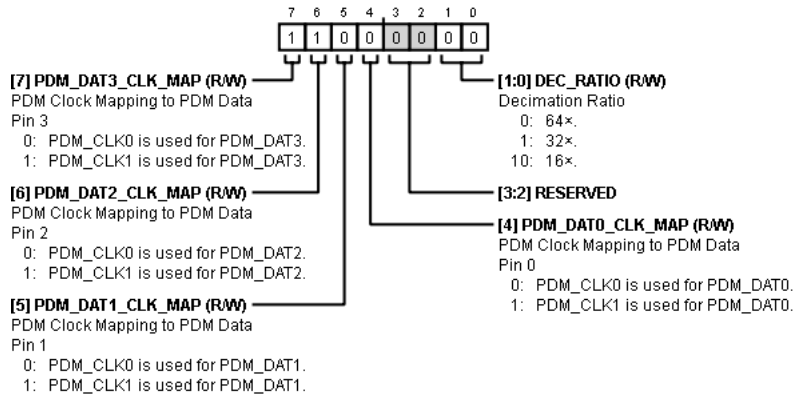 7 6 5 4 3 2 1 0
1 1 0 0 0 0 0 0
[7] PDM_DAT3_CLK_MAP (R/W)
PDM Clock Mapping to PDM Data
Pin 3
0: PDM_CLK0 is used for PDM_DAT3.
1: PDM_CLK1 is used for PDM_DAT3.
[6] PDM_DAT2_CLK_MAP (R/W)
PDM Clock Mapping to PDM Data
Pin 2
0: PDM_CLK0 is used for PDM_DAT2.
1: PDM_CLK1 is used for PDM_DAT2.
[5] PDM_DAT1_CLK_MAP (R/W)
PDM Clock Mapping to PDM Data
Pin 1
0: PDM_CLK0 is used for PDM_DAT1.
1: PDM_CLK1 is used for PDM_DAT1.
[1:0] DEC_RATIO (R/W)
Decimation Ratio
0: 64×.
1: 32×.
10: 16×.
[3:2] RESERVED
[4] PDM_DAT0_CLK_MAP (R/W)
PDM Clock Mapping to PDM Data
Pin 0
0: PDM_CLK0 is used for PDM_DAT0.
1: PDM_CLK1 is used for PDM_DAT0.